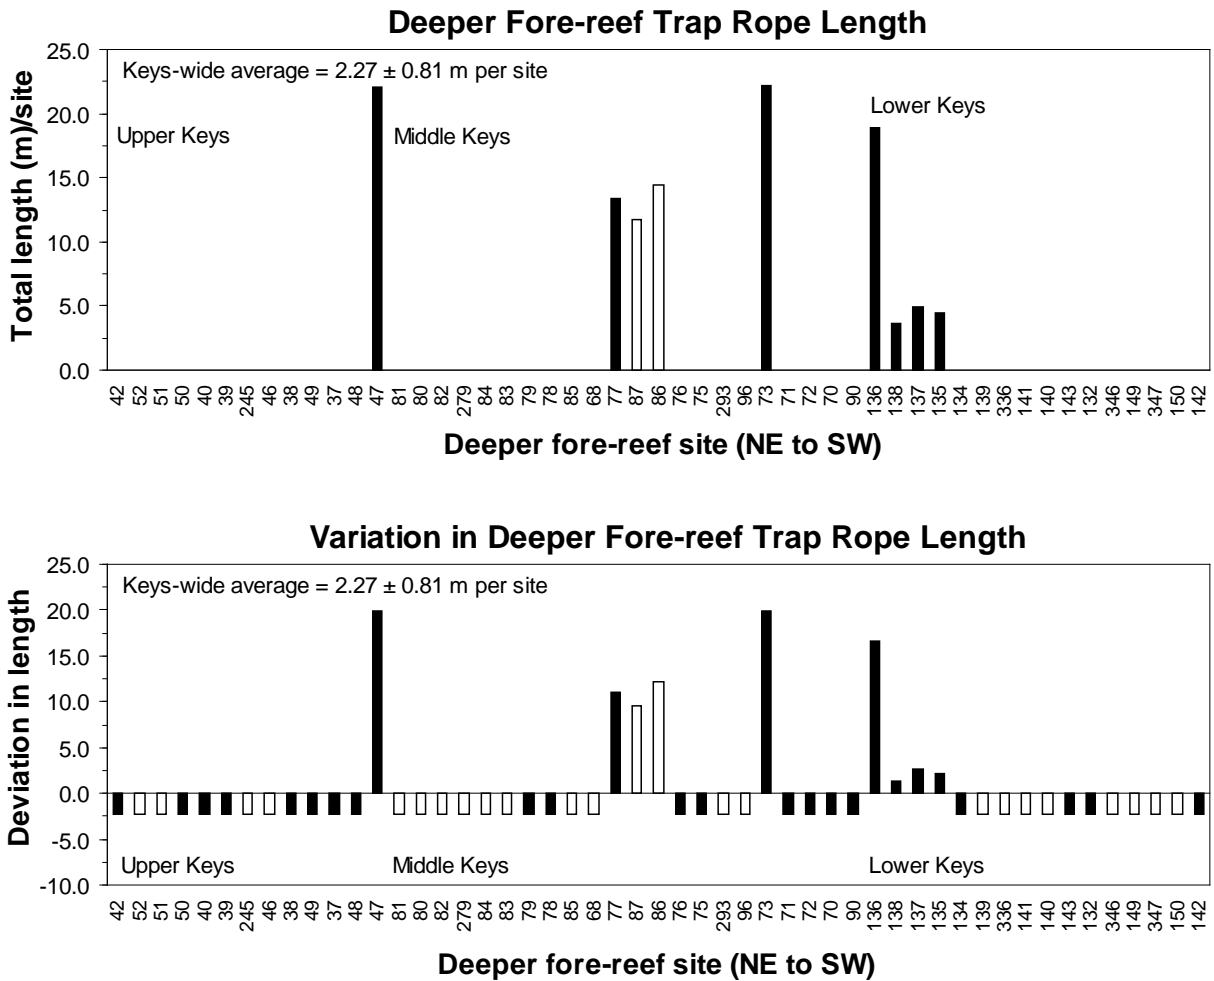 Deeper Fore-reef Trap Rope Length
Total length (m)/site
25.0
20.0
15.0
10.0
5.0
0.0
Keys-wide average = 2.27 ± 0.81 m per site
Upper Keys
Middle Keys
Lower Keys
42 52 51 50 40 39 245 46 38 49 37 48 47 81 80 82 279 84 83 79 78 85 68 77 87 86 76 75 293 96 73 71 72 70 90 136 138 137 135 134 139 336 141 140 143 132 346 149 347 150 142
Deeper fore-reef site (NE to SW)
Variation in Deeper Fore-reef Trap Rope Length
Deviation in length
25.0
20.0
15.0
10.0
5.0
0.0
-5.0
-10.0
Keys-wide average = 2.27 ± 0.81 m per site
Upper Keys
Middle Keys
Lower Keys
42 52 51 50 40 39 245 46 38 49 37 48 47 81 80 82 279 84 83 79 78 85 68 77 87 86 76 75 293 96 73 71 72 70 90 136 138 137 135 134 139 336 141 140 143 132 346 149 347 150 142
Deeper fore-reef site (NE to SW)